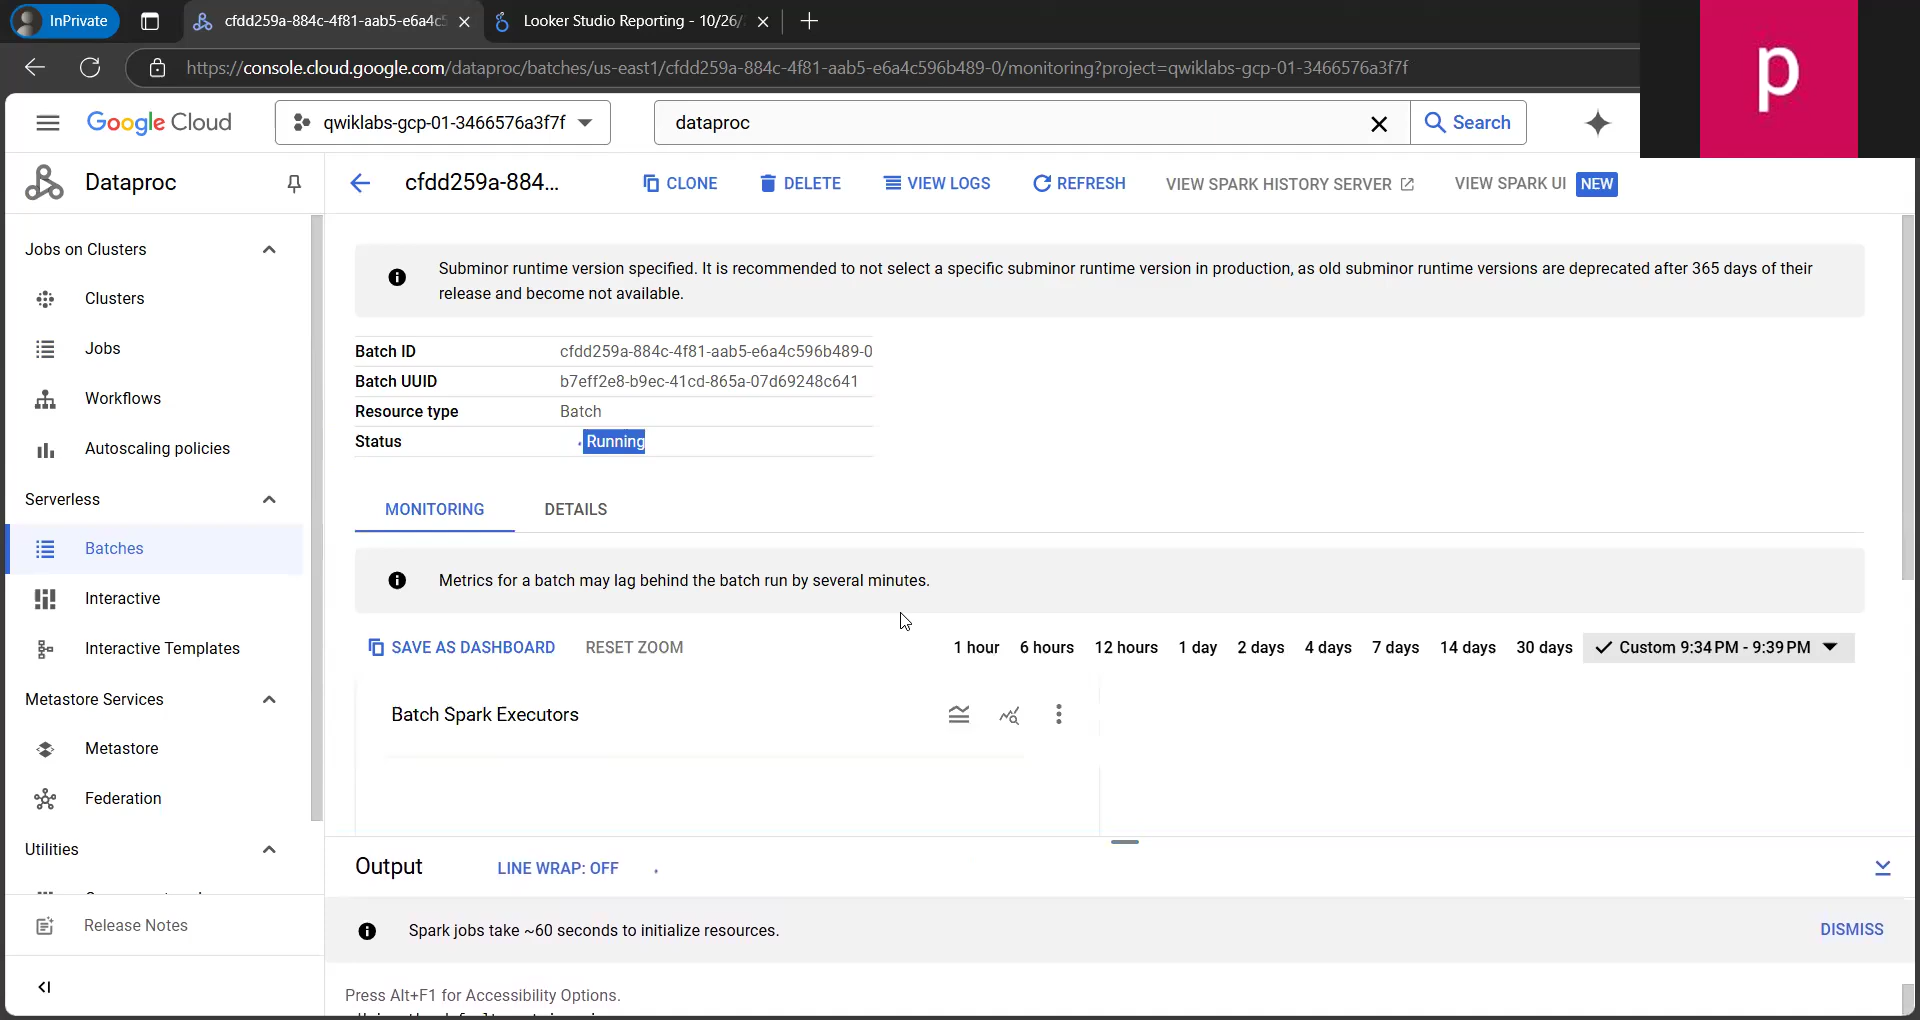 InPrivate
cfdd259a-884c-4f81-aab5-e6a4c5
Looker Studio Reporting - 10/26/
https://console.cloud.google.com/dataproc/batches/us-east1/cfdd259a-884c-4f81-aab5-e6a4c596b489-0/monitoring?project=qwiklabs-gcp-01-3466576a3f7f
p
Google Cloud
qwiklabs-gcp-01-3466576a3f7f
dataproc
Search
Dataproc
cfdd259a-884...
CLONE
DELETE
VIEW LOGS
REFRESH
VIEW SPARK HISTORY SERVER
VIEW SPARK UI
NEW
Jobs on Clusters
Clusters
Jobs
Workflows
Autoscaling policies
Serverless
Batches
Interactive
Interactive Templates
Metastore Services
Metastore
Federation
Utilities
Release Notes
Subminor runtime version specified. It is recommended to not select a specific subminor runtime version in production, as old subminor runtime versions are deprecated after 365 days of their
release and become not available.
Batch ID cfdd259a-884c-4f81-aab5-e6a4c596b489-0
Batch UUID b7eff2e8-b9ec-41cd-865a-07d69248c641
Resource type Batch
Status Running
MONITORING
DETAILS
Metrics for a batch may lag behind the batch run by several minutes.
SAVE AS DASHBOARD
RESET ZOOM
1 hour 6 hours 12 hours 1 day 2 days 4 days 7 days 14 days 30 days Custom 9:34 PM - 9:39 PM
Batch Spark Executors
Output
LINE WRAP: OFF
Spark jobs take ~60 seconds to initialize resources.
DISMISS
Press Alt+F1 for Accessibility Options.